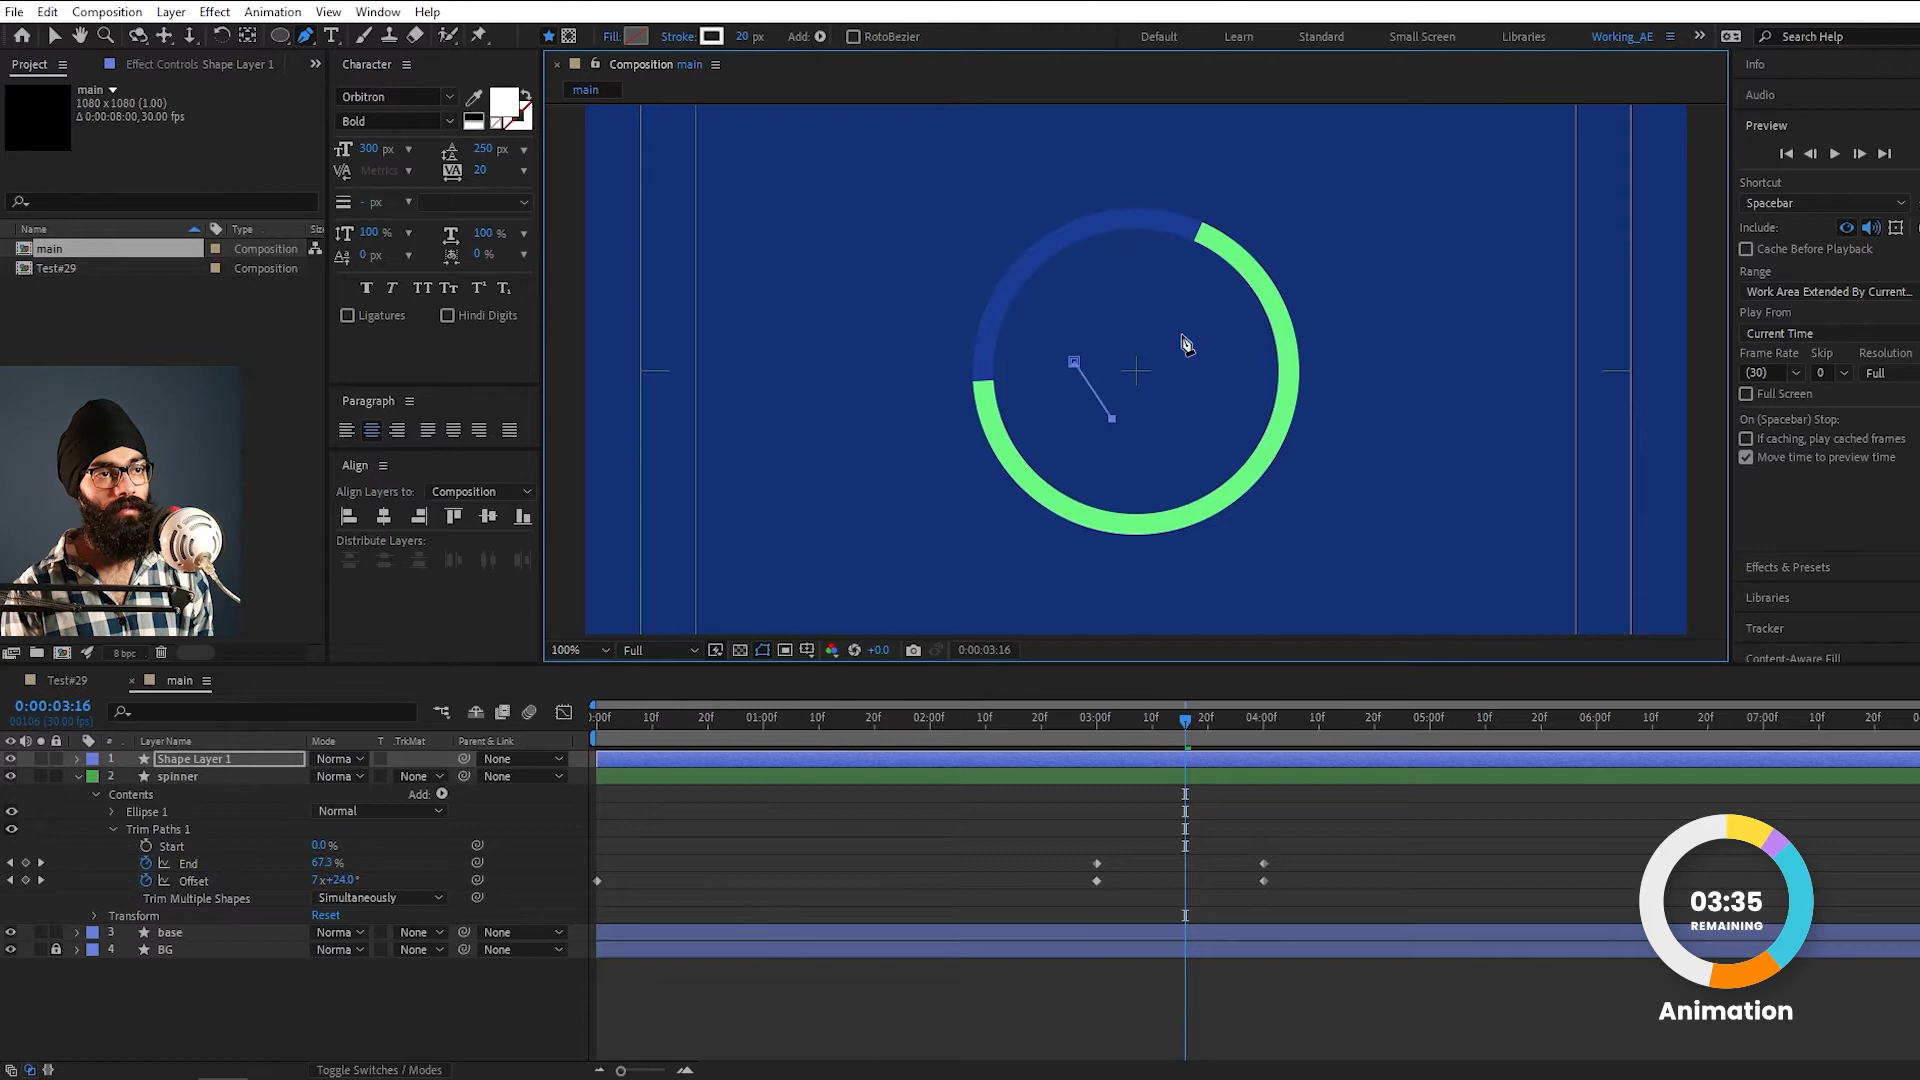 File Edit Composition Layer Effect Animation View Window Help
Fill: Stroke: 20 px Add: RotoBezier Default Learn Standard Small Screen Libraries Working_AE Search Help
Project Effect Controls Shape Layer 1
main
1080 x 1080 (1.00)
Δ 0:00:08:00, 30.00 fps
Name Type Siz
main Composition
Test#29 Composition
8 bpc
Character
Orbitron
Bold
300 px 250 px
Metrics 20
- px
100 % 100 %
0 px 0 %
Ligatures Hindi Digits
Paragraph
Align
Align Layers to: Composition
Distribute Layers:
Composition main
main
100% Full +0.0 0:00:03:16
Info
Audio
Preview
Shortcut
Spacebar
Include:
Cache Before Playback
Range
Work Area Extended By Current...
Play From
Current Time
Frame Rate Skip Resolution
(30) 0 Full
Full Screen
On (Spacebar) Stop:
If caching, play cached frames
Move time to preview time
Effects & Presets
Libraries
Tracker
Content-Aware Fill
Test#29 main
0:00:03:16
00106 (30.00 fps)
:00f 10f 20f 01:00f 10f 20f 02:00f 10f 20f 03:00f 10f 20f 04:00f 10f 20f 05:00f 10f 20f 06:00f 10f 20f 07:00f 10f 20f 0
# Layer Name Mode T .TrkMat Parent & Link
1 Shape Layer 1 Norma None
2 spinner Norma None None
Contents Add:
Ellipse 1 Normal
Trim Paths 1
Start 0.0 %
End 67.3 %
Offset 7 x+24.0°
Trim Multiple Shapes Simultaneously
Transform Reset
3 base Norma None None
4 BG Norma None None
Toggle Switches / Modes
03:35
REMAINING
Animation